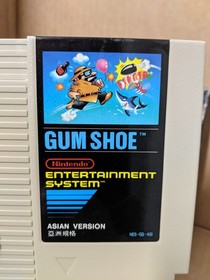 GUM SHOE™
Nintendo
ENTERTAINMENT
SYSTEM™
ASIAN VERSION
亞洲規格